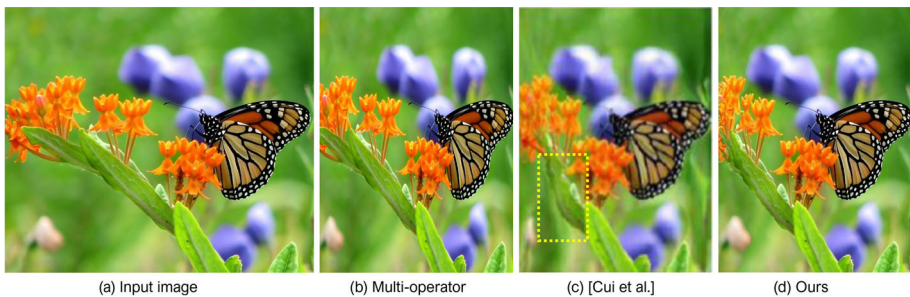 (a) Input image
(b) Multi-operator
(c) [Cui et al.]
(d) Ours